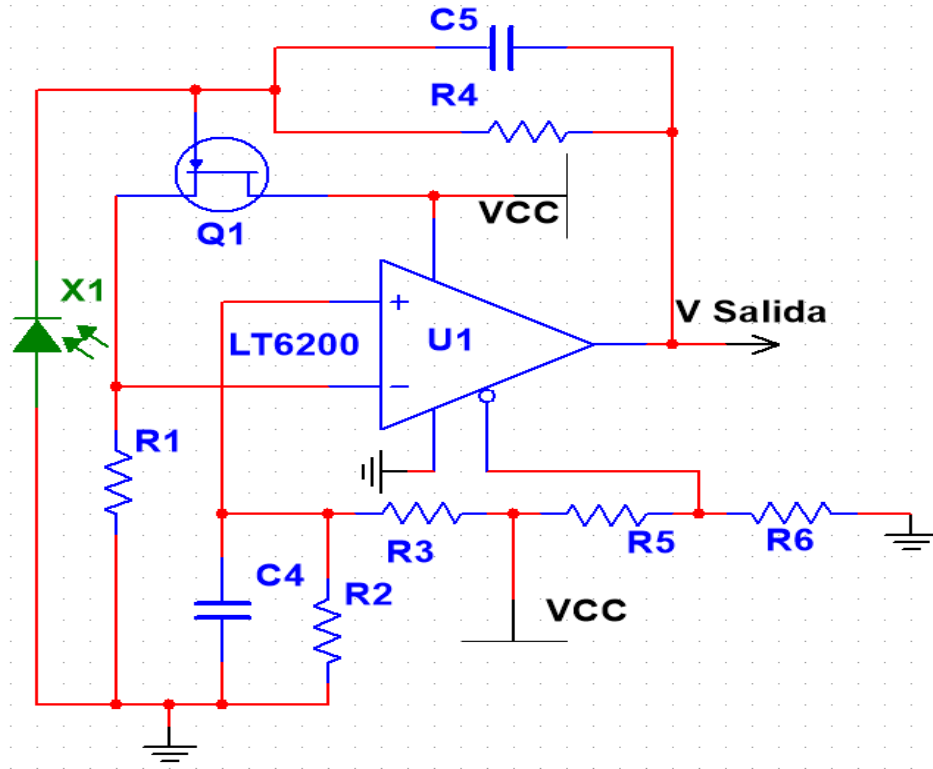 C5
R4
VCC
Q1
X1
V Salida
LT6200
U1
+
−
R1
R3
R5
R6
C4
R2
VCC